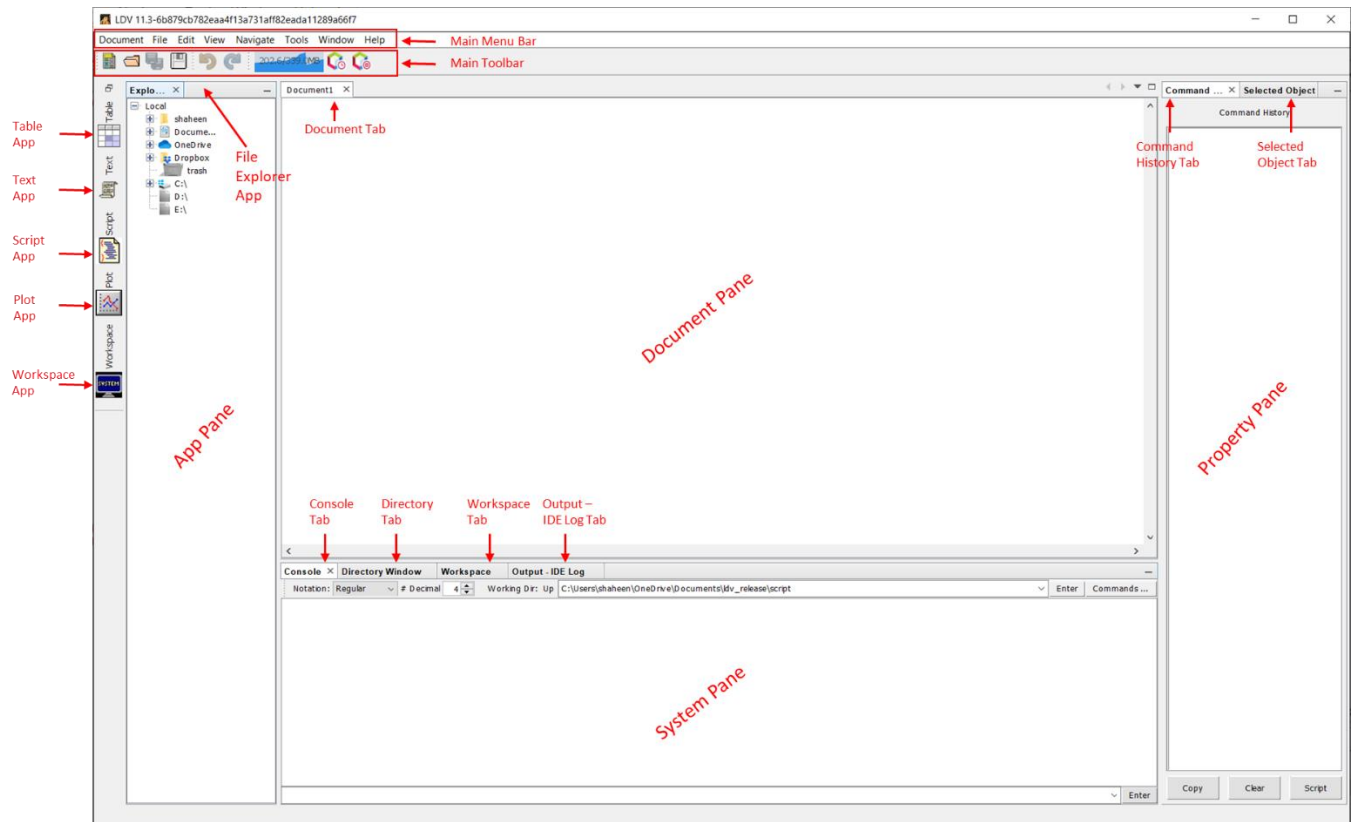 LDV 11.3-6b879cb782eaa4f13a731aff82eada11289a66f7
Document File Edit View Navigate Tools Window Help
Main Menu Bar
202.6/399.0MB
Main Toolbar
Explo... ×
Document1 ×
Command ... × Selected Object
Table
Text
Script
Plot
Workspace
SYSTEM
Table
App
Text
App
Script
App
Plot
App
Workspace
App
Local
shaheen
Docume...
OneDrive
Dropbox
trash
C:\
D:\
E:\
File
Explorer
App
Document Tab
Command History
Command
History Tab
Selected
Object Tab
App Pane
Document Pane
Property Pane
Console
Tab
Directory
Tab
Workspace
Tab
Output –
IDE Log Tab
Console × Directory Window Workspace Output - IDE Log
Notation: Regular # Decimal 4 Working Dir: Up C:\Users\shaheen\OneDrive\Documents\ldv_release\script Enter Commands ...
System Pane
Copy Clear Script
Enter